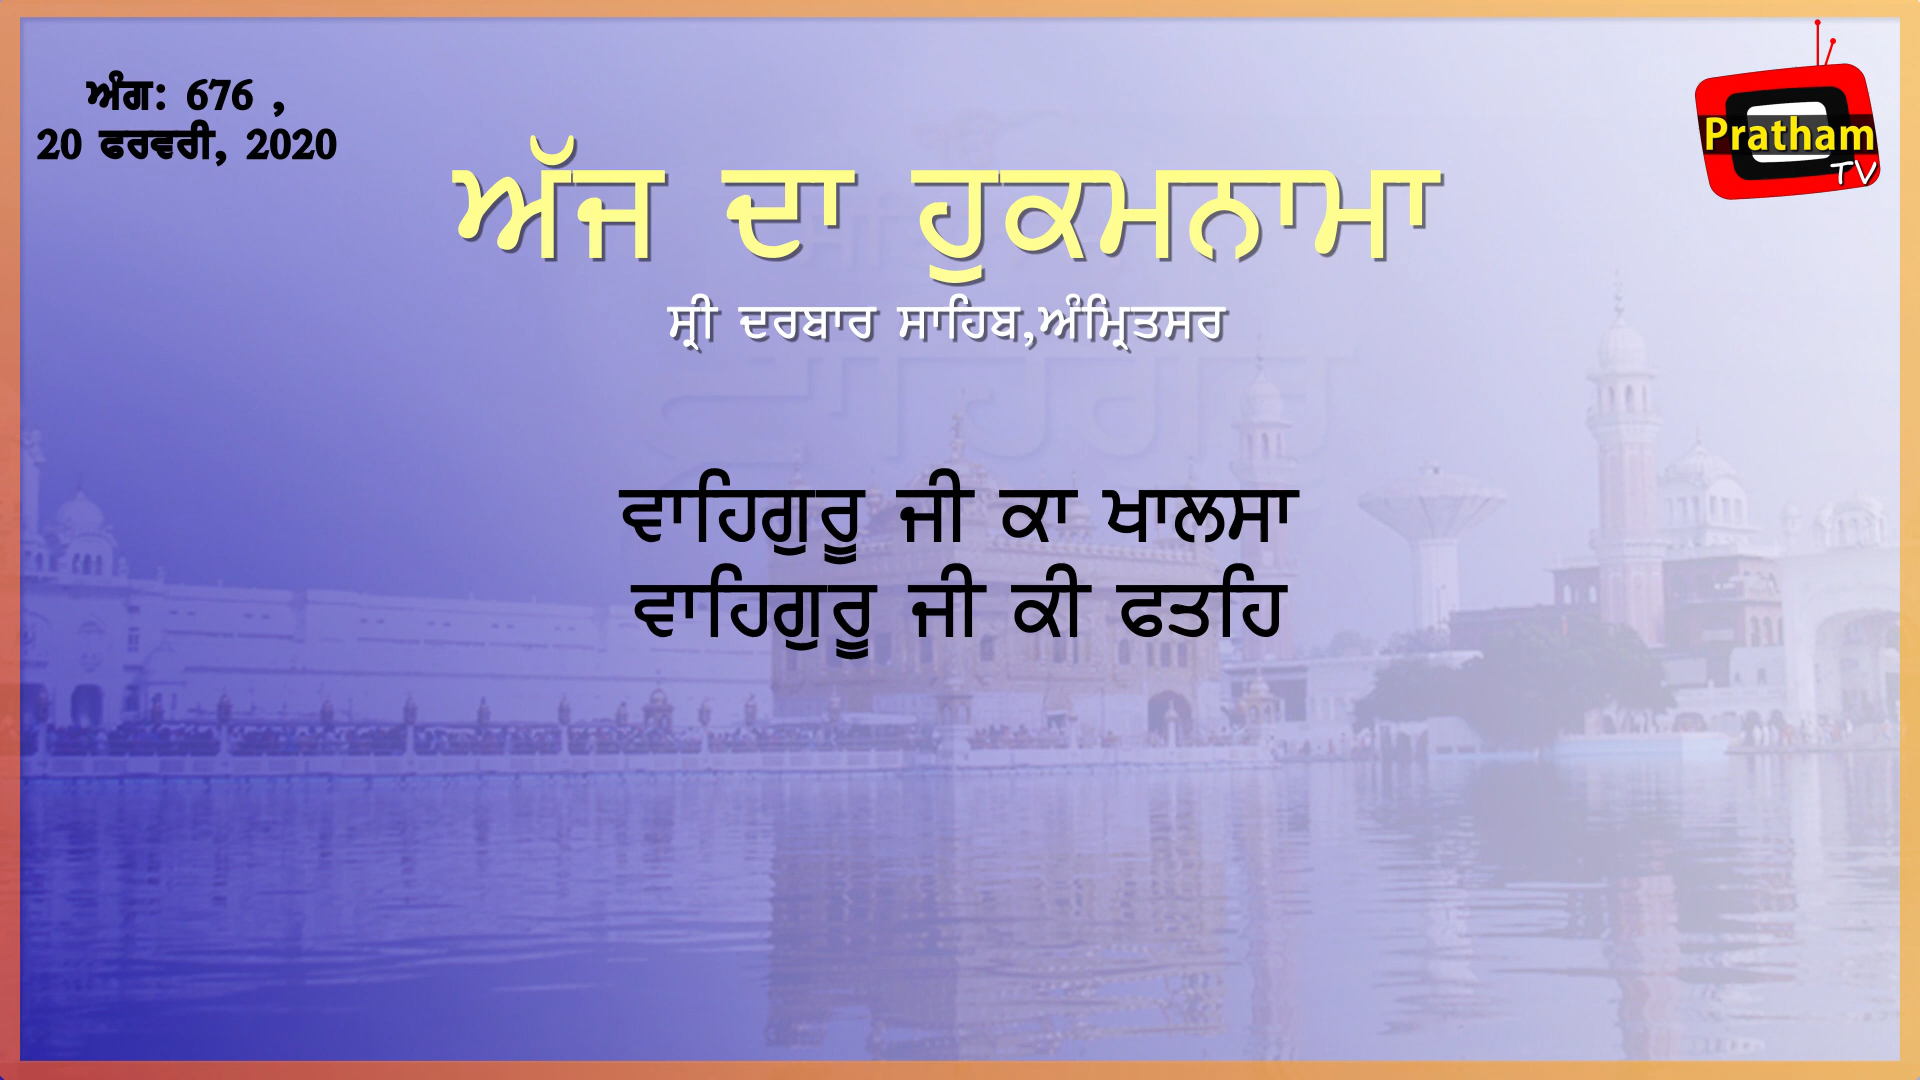 ਅੰਗ: 676 ,
20 ਫਰਵਰੀ, 2020
Pratham
TV
ਅੱਜ ਦਾ ਹੁਕਮਨਾਮਾ
ਸ੍ਰੀ ਦਰਬਾਰ ਸਾਹਿਬ,ਅੰਮ੍ਰਿਤਸਰ
ਵਾਹਿਗੁਰੂ ਜੀ ਕਾ ਖਾਲਸਾ
ਵਾਹਿਗੁਰੂ ਜੀ ਕੀ ਫਤਹਿ